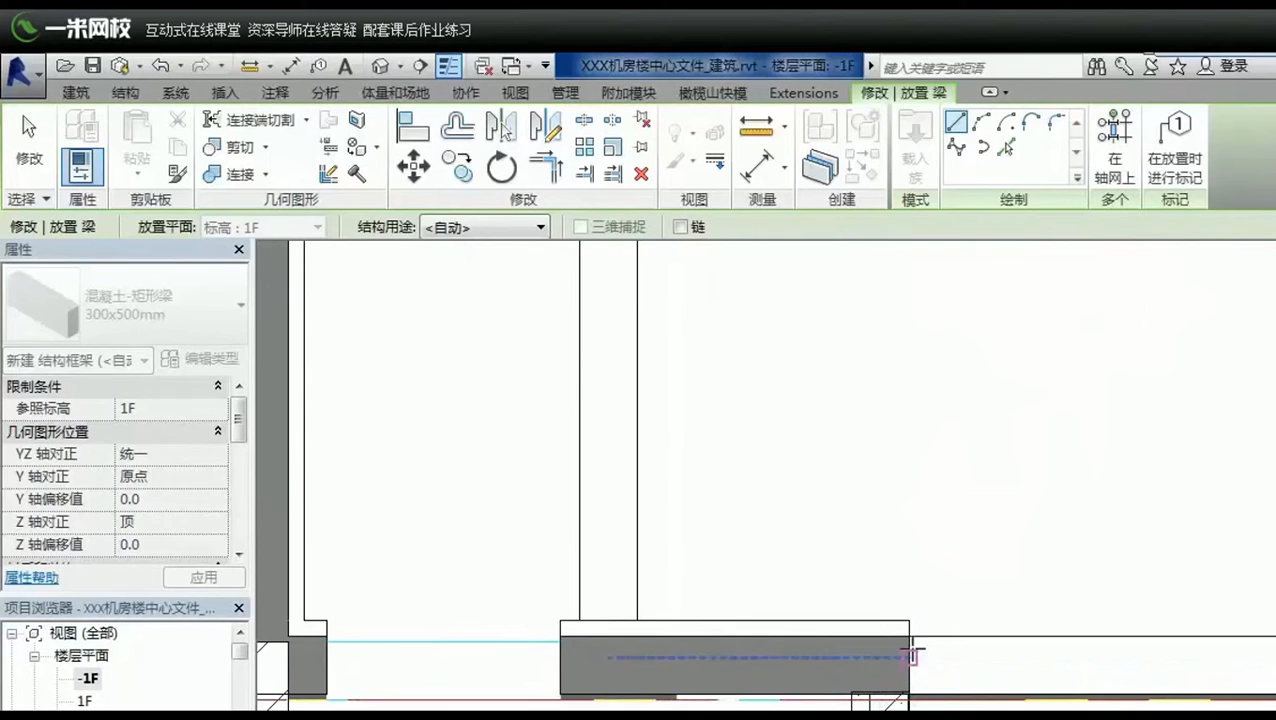 一米网校 互动式在线课堂 资深导师在线答疑 配套课后作业练习
XXX机房楼中心文件_建筑.rvt - 楼层平面: -1F 键入关键字或短语 登录
建筑 结构 系统 插入 注释 分析 体量和场地 协作 视图 管理 附加模块 橄榄山快模 Extensions 修改 | 放置 梁
修改 粘贴 连接端切割 剪切 连接 载入族 在轴网上 在放置时进行标记
选择 属性 剪贴板 几何图形 修改 视图 测量 创建 模式 绘制 多个 标记
修改 | 放置 梁 放置平面: 标高: 1F 结构用途: <自动> 三维捕捉 链
属性
混凝土-矩形梁
300x500mm
新建 结构框架 (<自 编辑类型
限制条件
参照标高 1F
几何图形位置
YZ 轴对正 统一
Y 轴对正 原点
Y 轴偏移值 0.0
Z 轴对正 顶
Z 轴偏移值 0.0
属性帮助 应用
项目浏览器 - XXX机房楼中心文件_...
视图 (全部)
楼层平面
-1F
1F